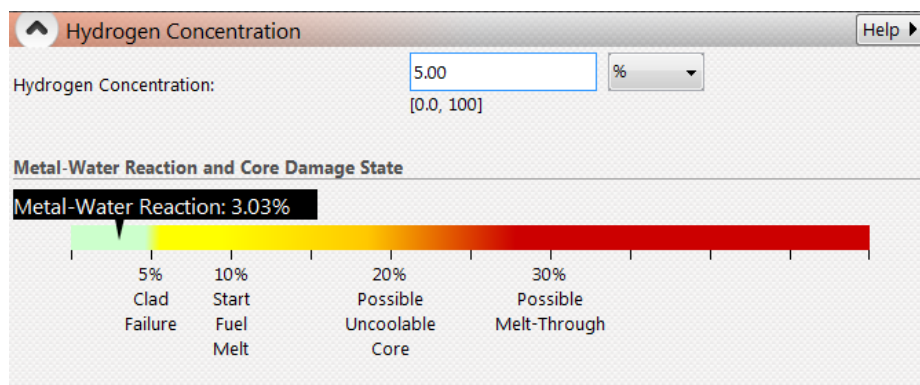 Hydrogen Concentration
Help
Hydrogen Concentration:
5.00
%
[0.0, 100]
Metal-Water Reaction and Core Damage State
Metal-Water Reaction: 3.03%
5% 10% 20% 30%
Clad Start Possible Possible
Failure Fuel Uncoolable Melt-Through
Melt Core